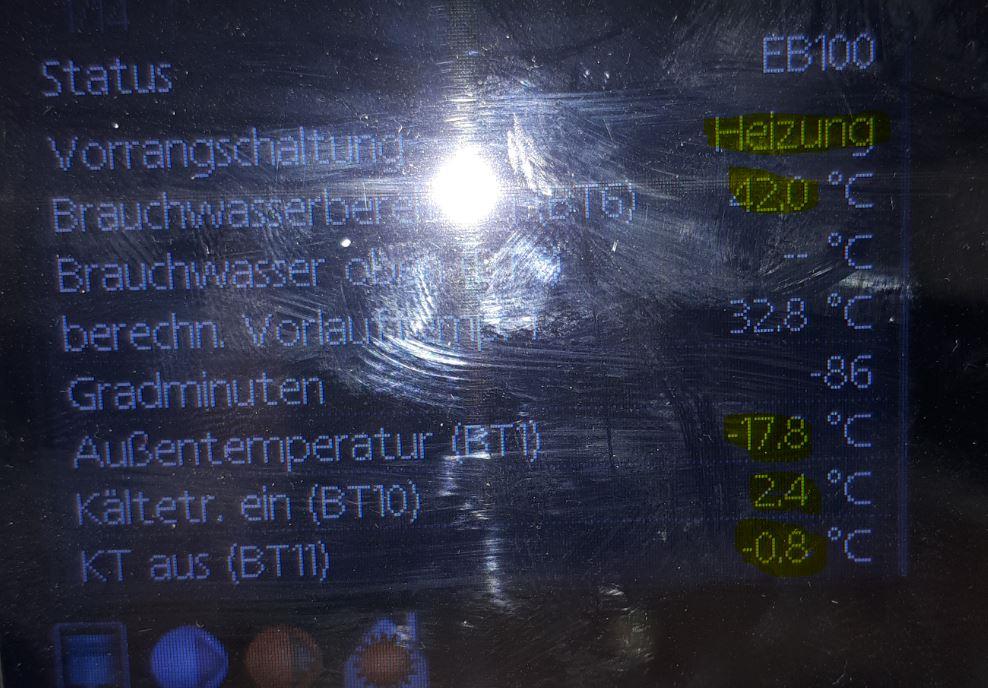 Status EB100
Vorrangschaltung Heizung
(BT6) 42,0 °C
Brauchwasser -- °C
berechn. 32.8 °C
Gradminuten -86
Außentemperatur (BT1) -17.8 °C
Kältetr. ein (BT10) 2.4 °C
KT aus (BT11) -0.8 °C